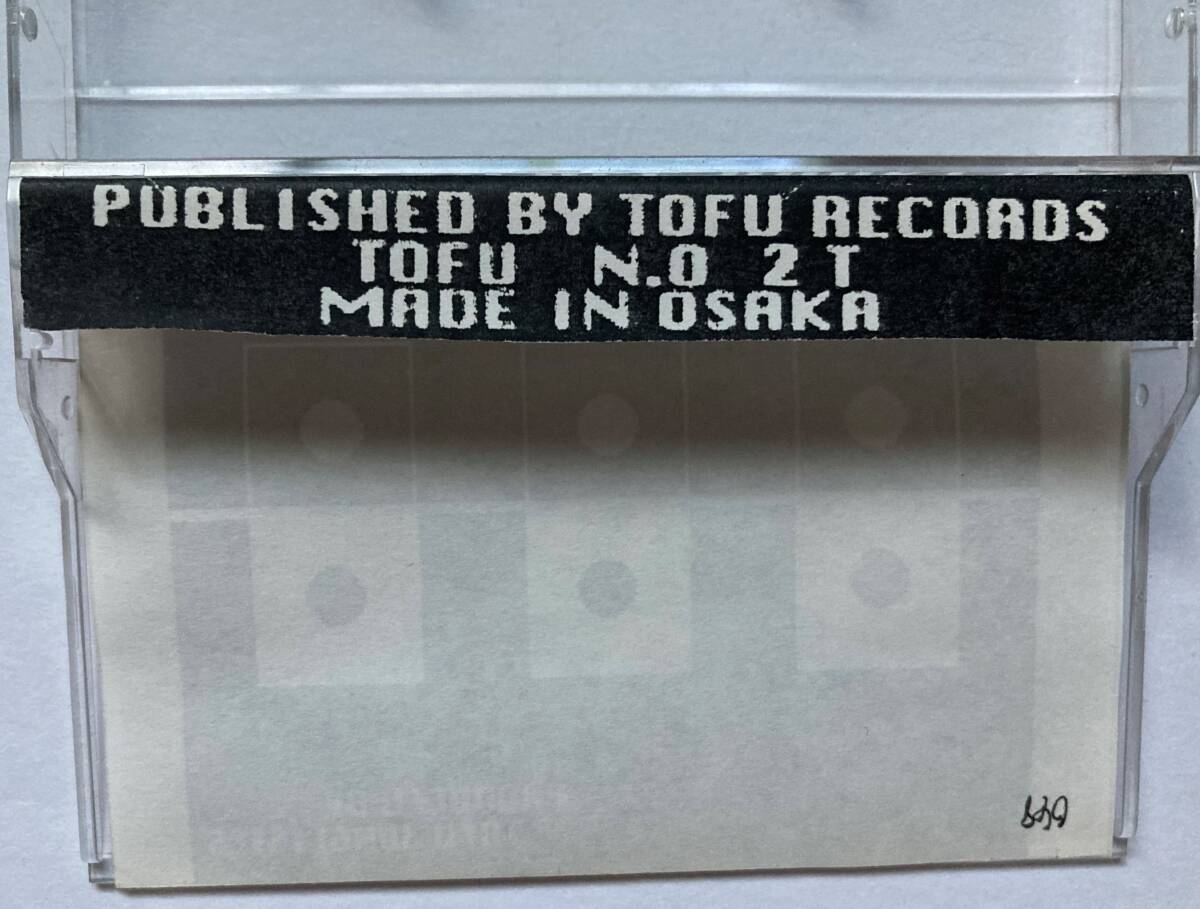 PUBLISHED BY TOFU RECORDS
TOFU N.O 2 T
MADE IN OSAKA